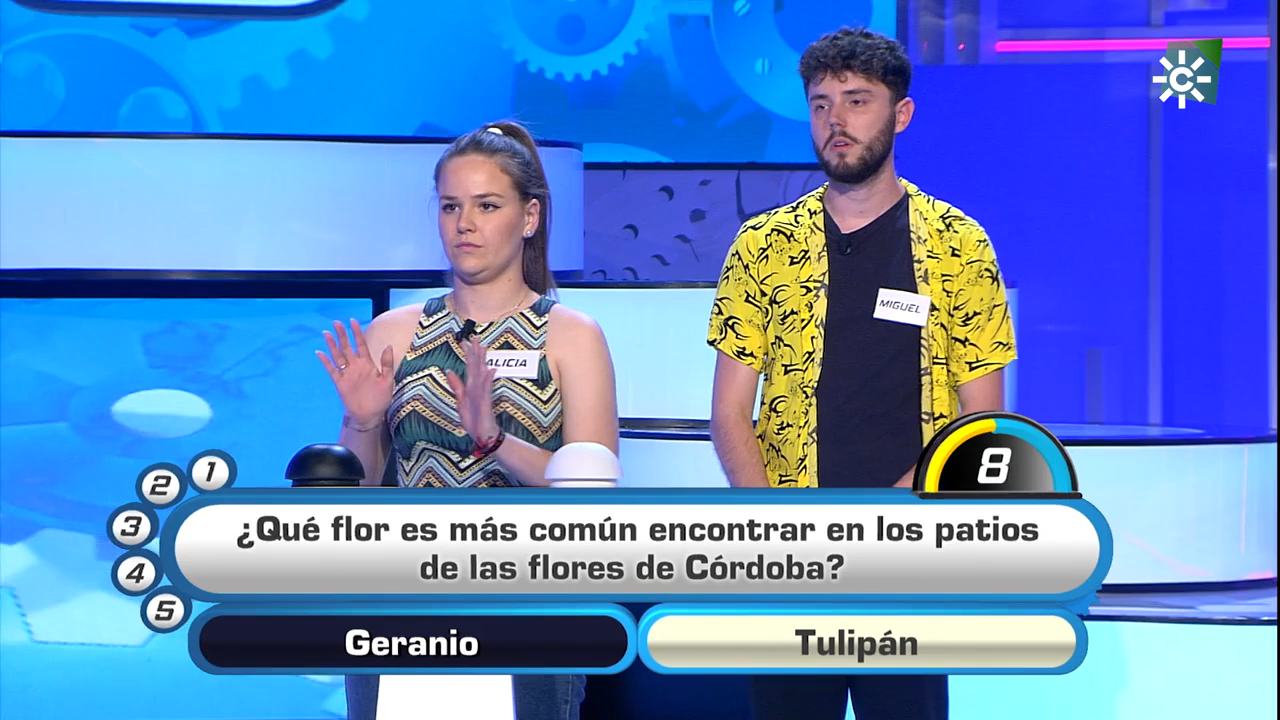 C
MIGUEL
ALICIA
8
1
2
3
4
5
¿Qué flor es más común encontrar en los patios
de las flores de Córdoba?
Geranio
Tulipán